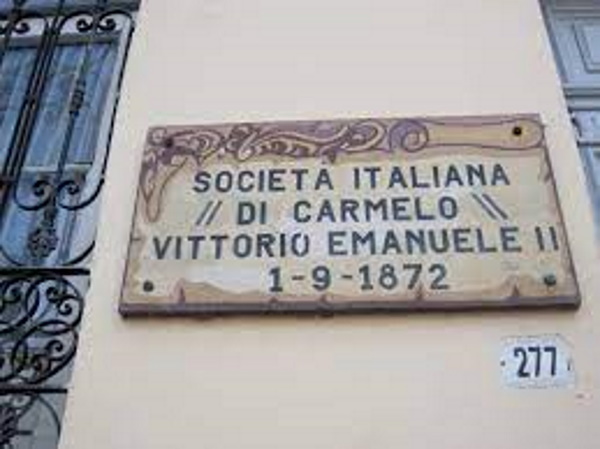 SOCIETA ITALIANA
// DI CARMELO \\
VITTORIO EMANUELE II
1-9-1872
277